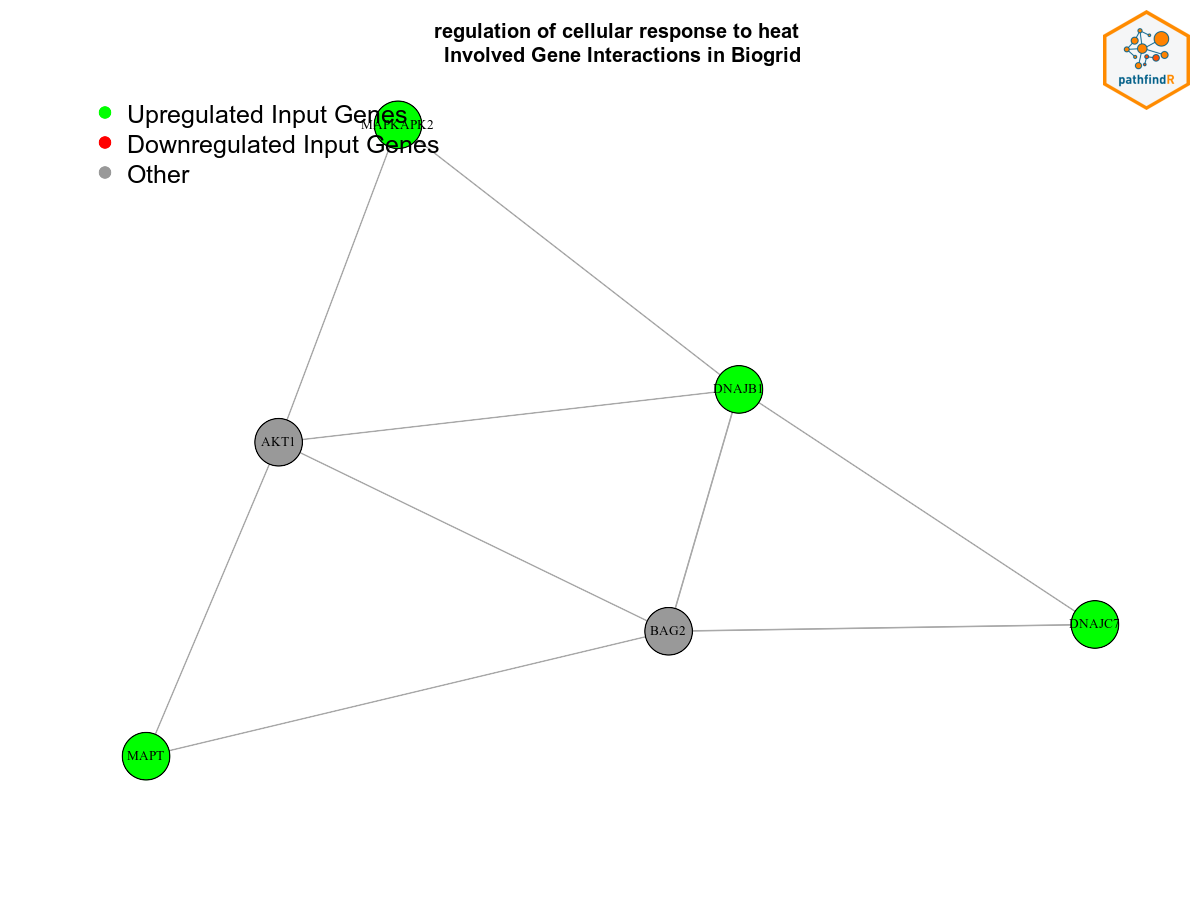 regulation of cellular response to heat
Involved Gene Interactions in Biogrid
pathfindR
Upregulated Input Genes
MAPKAPK2
Downregulated Input Genes
Other
DNAJB1
AKT1
BAG2
DNAJC7
MAPT